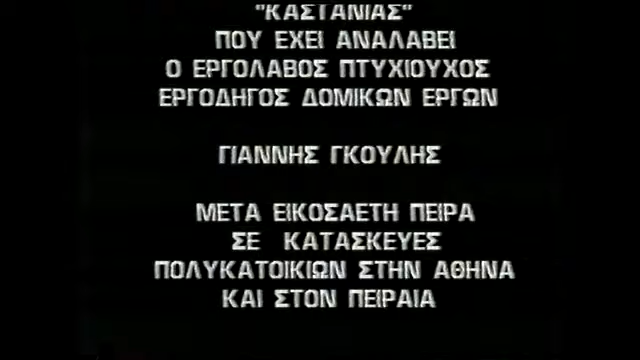 "ΚΑΣΤΑΝΙΑΣ"
ΠΟΥ ΕΧΕΙ ΑΝΑΛΑΒΕΙ
Ο ΕΡΓΟΛΑΒΟΣ ΠΤΥΧΙΟΥΧΟΣ
ΕΡΓΟΔΗΓΟΣ ΔΟΜΙΚΩΝ ΕΡΓΩΝ
ΓΙΑΝΝΗΣ ΓΚΟΥΛΗΣ
ΜΕΤΑ ΕΙΚΟΣΑΕΤΗ ΠΕΙΡΑ
ΣΕ ΚΑΤΑΣΚΕΥΕΣ
ΠΟΛΥΚΑΤΟΙΚΙΩΝ ΣΤΗΝ ΑΘΗΝΑ
ΚΑΙ ΣΤΟΝ ΠΕΙΡΑΙΑ